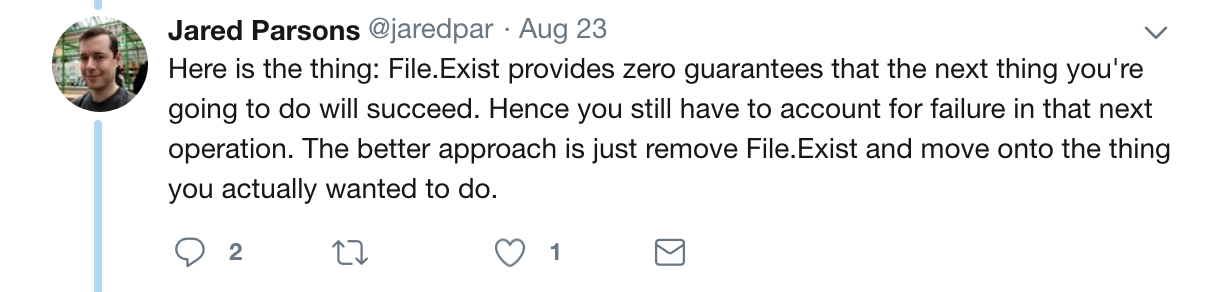 Jared Parsons @jaredpar · Aug 23
Here is the thing: File.Exist provides zero guarantees that the next thing you're
going to do will succeed. Hence you still have to account for failure in that next
operation. The better approach is just remove File.Exist and move onto the thing
you actually wanted to do.
2 1